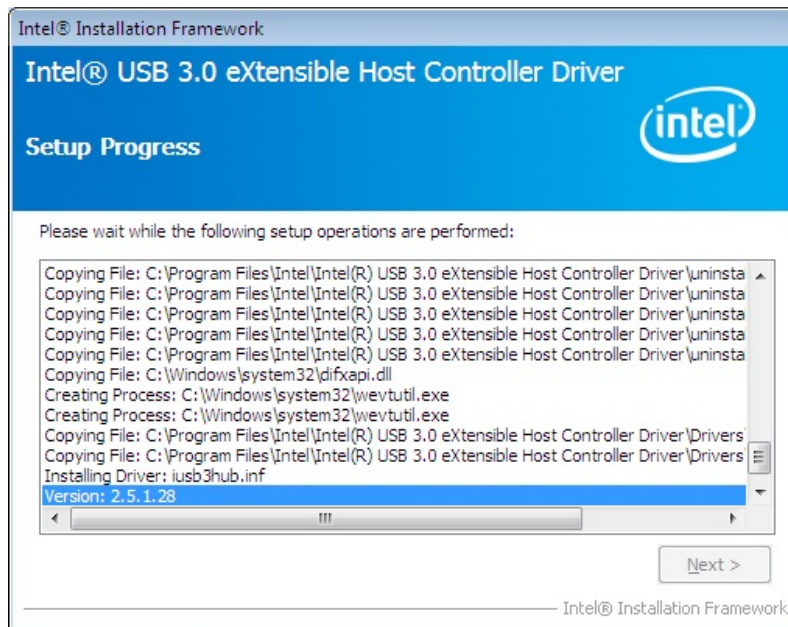 Intel® Installation Framework
Intel® USB 3.0 eXtensible Host Controller Driver
intel
Setup Progress
Please wait while the following setup operations are performed:
Copying File: C:\Program Files\Intel\Intel(R) USB 3.0 eXtensible Host Controller Driver\uninsta
Copying File: C:\Program Files\Intel\Intel(R) USB 3.0 eXtensible Host Controller Driver\uninsta
Copying File: C:\Program Files\Intel\Intel(R) USB 3.0 eXtensible Host Controller Driver\uninsta
Copying File: C:\Program Files\Intel\Intel(R) USB 3.0 eXtensible Host Controller Driver\uninsta
Copying File: C:\Program Files\Intel\Intel(R) USB 3.0 eXtensible Host Controller Driver\uninsta
Copying File: C:\Windows\system32\difxapi.dll
Creating Process: C:\Windows\system32\wevtutil.exe
Creating Process: C:\Windows\system32\wevtutil.exe
Copying File: C:\Program Files\Intel\Intel(R) USB 3.0 eXtensible Host Controller Driver\Drivers\
Copying File: C:\Program Files\Intel\Intel(R) USB 3.0 eXtensible Host Controller Driver\Drivers\
Installing Driver: iusb3hub.inf
Version: 2.5.1.28
Next >
Intel® Installation Framework